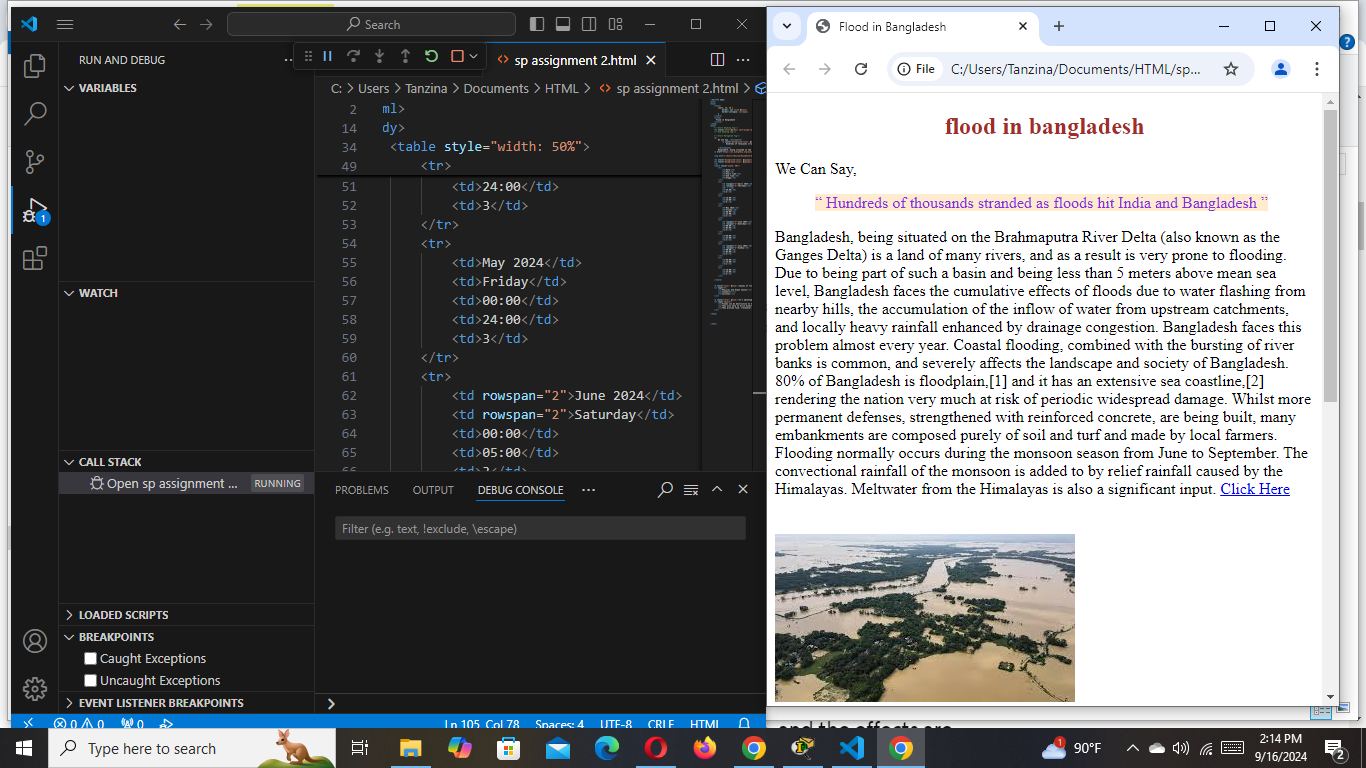 Search
RUN AND DEBUG
sp assignment 2.html
VARIABLES
C: > Users > Tanzina > Documents > HTML > sp assignment 2.html >
2 ml>
14 dy>
34 <table style="width: 50%">
49 <tr>
51 <td>24:00</td>
52 <td>3</td>
53 </tr>
54 <tr>
55 <td>May 2024</td>
56 <td>Friday</td>
57 <td>00:00</td>
58 <td>24:00</td>
59 <td>3</td>
60 </tr>
61 <tr>
62 <td rowspan="2">June 2024</td>
63 <td rowspan="2">Saturday</td>
64 <td>00:00</td>
65 <td>05:00</td>
WATCH
CALL STACK
Open sp assignment ... RUNNING
LOADED SCRIPTS
BREAKPOINTS
Caught Exceptions
Uncaught Exceptions
EVENT LISTENER BREAKPOINTS
1
PROBLEMS OUTPUT DEBUG CONSOLE ...
Filter (e.g. text, !exclude, \escape)
0 0 0 Ln 105, Col 78 Spaces: 4 UTF-8 CRLF HTML
Flood in Bangladesh
File C:/Users/Tanzina/Documents/HTML/sp...
flood in bangladesh
We Can Say,
“ Hundreds of thousands stranded as floods hit India and Bangladesh ”
Bangladesh, being situated on the Brahmaputra River Delta (also known as the
Ganges Delta) is a land of many rivers, and as a result is very prone to flooding.
Due to being part of such a basin and being less than 5 meters above mean sea
level, Bangladesh faces the cumulative effects of floods due to water flashing from
nearby hills, the accumulation of the inflow of water from upstream catchments,
and locally heavy rainfall enhanced by drainage congestion. Bangladesh faces this
problem almost every year. Coastal flooding, combined with the bursting of river
banks is common, and severely affects the landscape and society of Bangladesh.
80% of Bangladesh is floodplain,[1] and it has an extensive sea coastline,[2]
rendering the nation very much at risk of periodic widespread damage. Whilst more
permanent defenses, strengthened with reinforced concrete, are being built, many
embankments are composed purely of soil and turf and made by local farmers.
Flooding normally occurs during the monsoon season from June to September. The
convectional rainfall of the monsoon is added to by relief rainfall caused by the
Himalayas. Meltwater from the Himalayas is also a significant input. Click Here
and the effects are
Type here to search
1 90°F
2:14 PM
9/16/2024
2